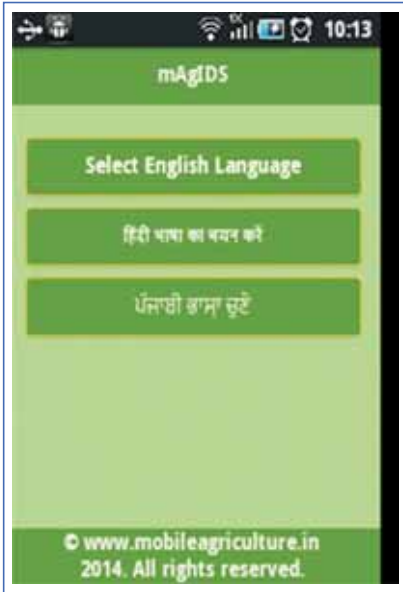 10:13
mAgIDS
Select English Language
हिंदी भाषा का चयन करें
ਪੰਜਾਬੀ ਭਾਸ਼ਾ ਚੁਣੋ
© www.mobileagriculture.in
2014. All rights reserved.